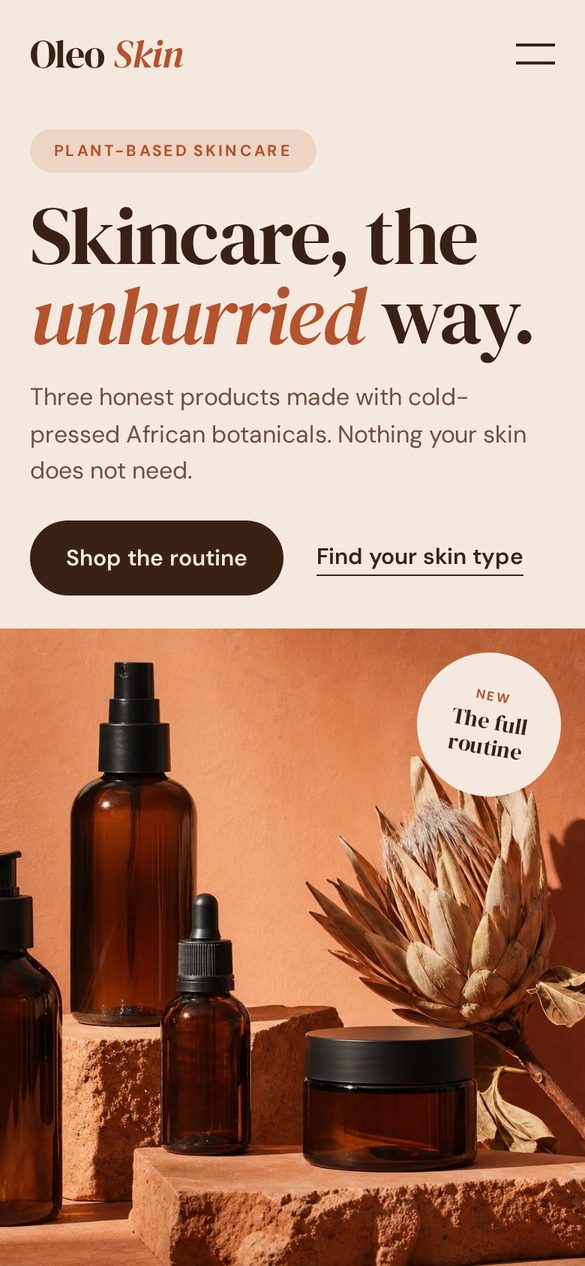 Oleo Skin
PLANT-BASED SKINCARE
Skincare, the
unhurried way.
Three honest products made with cold-
pressed African botanicals. Nothing your skin
does not need.
Shop the routine
Find your skin type
NEW
The full
routine